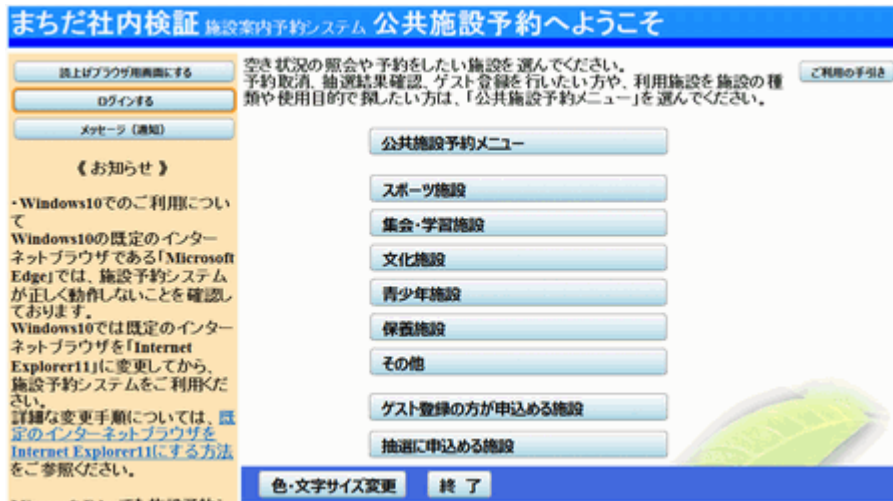 まちだ社内検証 施設案内予約システム 公共施設予約へようこそ
読上げブラウザ用画面にする
ログインする
メッセージ（通知）
《 お知らせ 》
・Windows10でのご利用につい
て
Windows10の既定のインター
ネットブラウザである「Microsoft
Edge」では、施設予約システム
が正しく動作しないことを確認し
ております。
Windows10では既定のインター
ネットブラウザを「Internet
Explorer11」に変更してから、
施設予約システムをご利用くだ
さい。
詳細な変更手順については、既
定のインターネットブラウザを
Internet Explorer11にする方法
をご参照ください。
空き状況の照会や予約をしたい施設を選んでください。
予約取消、抽選結果確認、ゲスト登録を行いたい方や、利用施設を施設の種
類や使用目的で探したい方は、「公共施設予約メニュー」を選んでください。
ご利用の手引き
公共施設予約メニュー
スポーツ施設
集会・学習施設
文化施設
青少年施設
保養施設
その他
ゲスト登録の方が申込める施設
抽選に申込める施設
色・文字サイズ変更
終 了